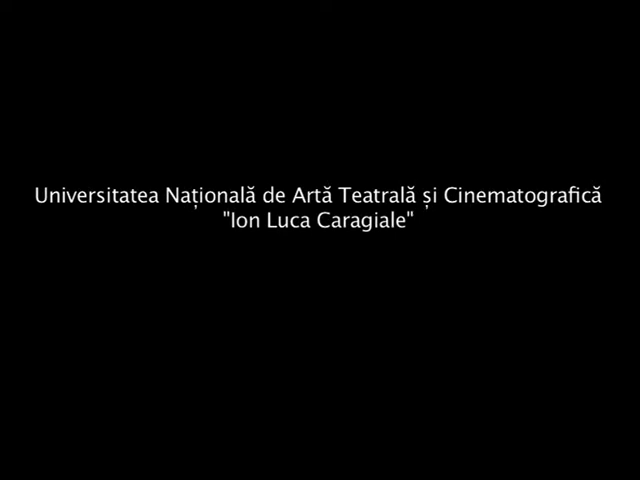 Universitatea Națională de Artă Teatrală și Cinematografică
"Ion Luca Caragiale"